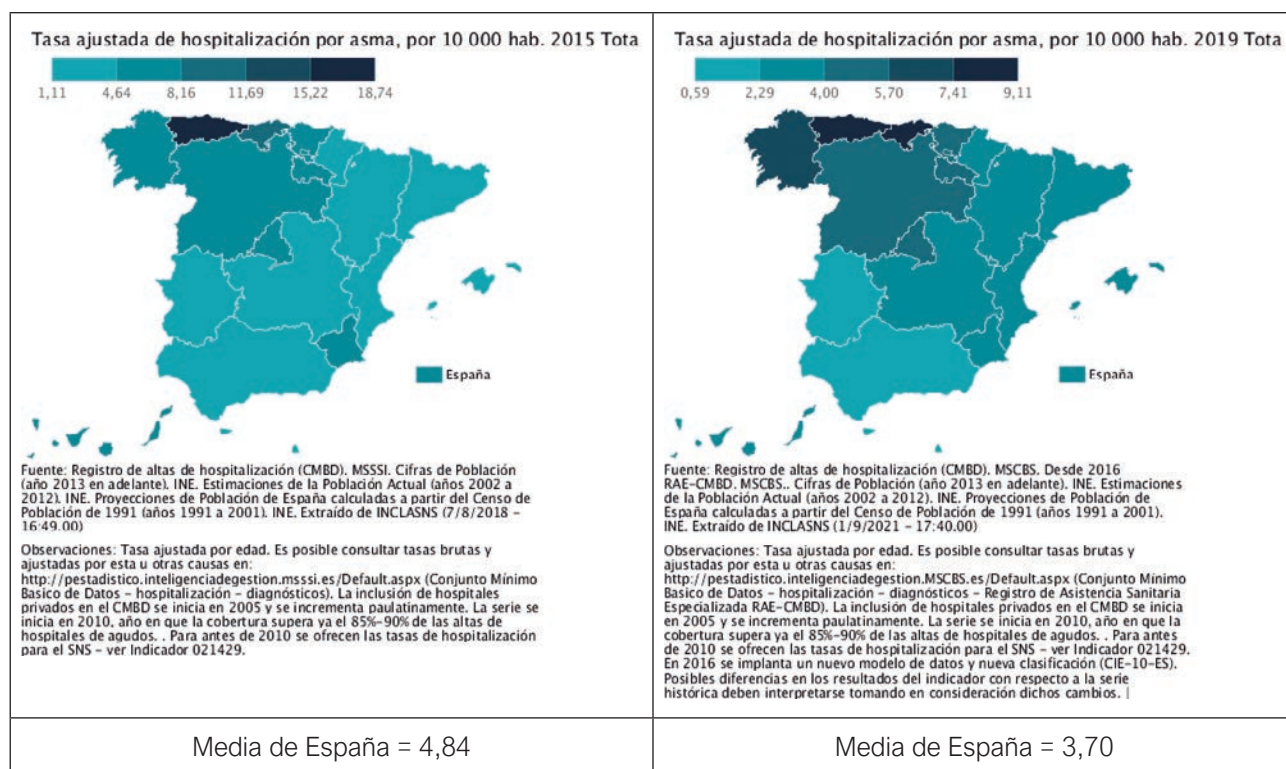 Tasa ajustada de hospitalización por asma, por 10 000 hab. 2015 Tota
1,11 4,64 8,16 11,69 15,22 18,74
España
Fuente: Registro de altas de hospitalización (CMBD). MSSSI. Cifras de Población
(año 2013 en adelante). INE. Estimaciones de la Población Actual (años 2002 a
2012). INE. Proyecciones de Población de España calculadas a partir del Censo de
Población de 1991 (años 1991 a 2001). INE. Extraído de INCLASNS (7/8/2018 –
16:49.00)
Observaciones: Tasa ajustada por edad. Es posible consultar tasas brutas y
ajustadas por esta u otras causas en:
http://pestadistico.inteligenciadegestion.msssi.es/Default.aspx (Conjunto Mínimo
Basico de Datos – hospitalización – diagnósticos). La inclusión de hospitales
privados en el CMBD se inicia en 2005 y se incrementa paulatinamente. La serie se
inicia en 2010, año en que la cobertura supera ya el 85%–90% de las altas de
hospitales de agudos. . Para antes de 2010 se ofrecen las tasas de hospitalización
para el SNS – ver Indicador 021429.
Media de España = 4,84
Tasa ajustada de hospitalización por asma, por 10 000 hab. 2019 Tota
0,59 2,29 4,00 5,70 7,41 9,11
España
Fuente: Registro de altas de hospitalización (CMBD). MSCBS. Desde 2016
RAE–CMBD. MSCBS.. Cifras de Población (año 2013 en adelante). INE. Estimaciones
de la Población Actual (años 2002 a 2012). INE. Proyecciones de Población de
España calculadas a partir del Censo de Población de 1991 (años 1991 a 2001).
INE. Extraído de INCLASNS (1/9/2021 – 17:40.00)
Observaciones: Tasa ajustada por edad. Es posible consultar tasas brutas y
ajustadas por esta u otras causas en:
http://pestadistico.inteligenciadegestion.MSCBS.es/Default.aspx (Conjunto Mínimo
Basico de Datos – hospitalización – diagnósticos – Registro de Asistencia Sanitaria
Especializada RAE–CMBD). La inclusión de hospitales privados en el CMBD se inicia
en 2005 y se incrementa paulatinamente. La serie se inicia en 2010, año en que la
cobertura supera ya el 85%–90% de las altas de hospitales de agudos. . Para antes
de 2010 se ofrecen las tasas de hospitalización para el SNS – ver Indicador 021429.
En 2016 se implanta un nuevo modelo de datos y nueva clasificación (CIE–10–ES).
Posibles diferencias en los resultados del indicador con respecto a la serie
histórica deben interpretarse tomando en consideración dichos cambios. |
Media de España = 3,70